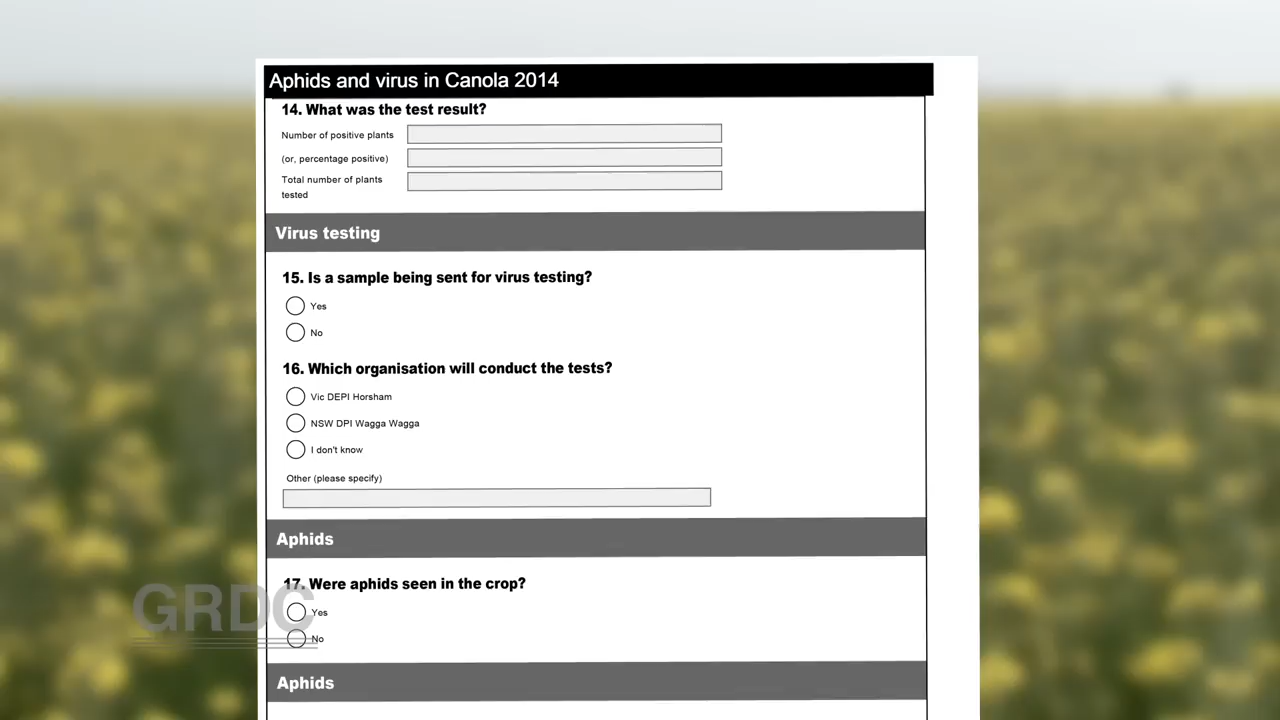 Aphids and virus in Canola 2014
14. What was the test result?
Number of positive plants
(or, percentage positive)
Total number of plants
tested
Virus testing
15. Is a sample being sent for virus testing?
Yes
No
16. Which organisation will conduct the tests?
Vic DEPI Horsham
NSW DPI Wagga Wagga
I don't know
Other (please specify)
Aphids
17. Were aphids seen in the crop?
Yes
No
GRDC
Aphids